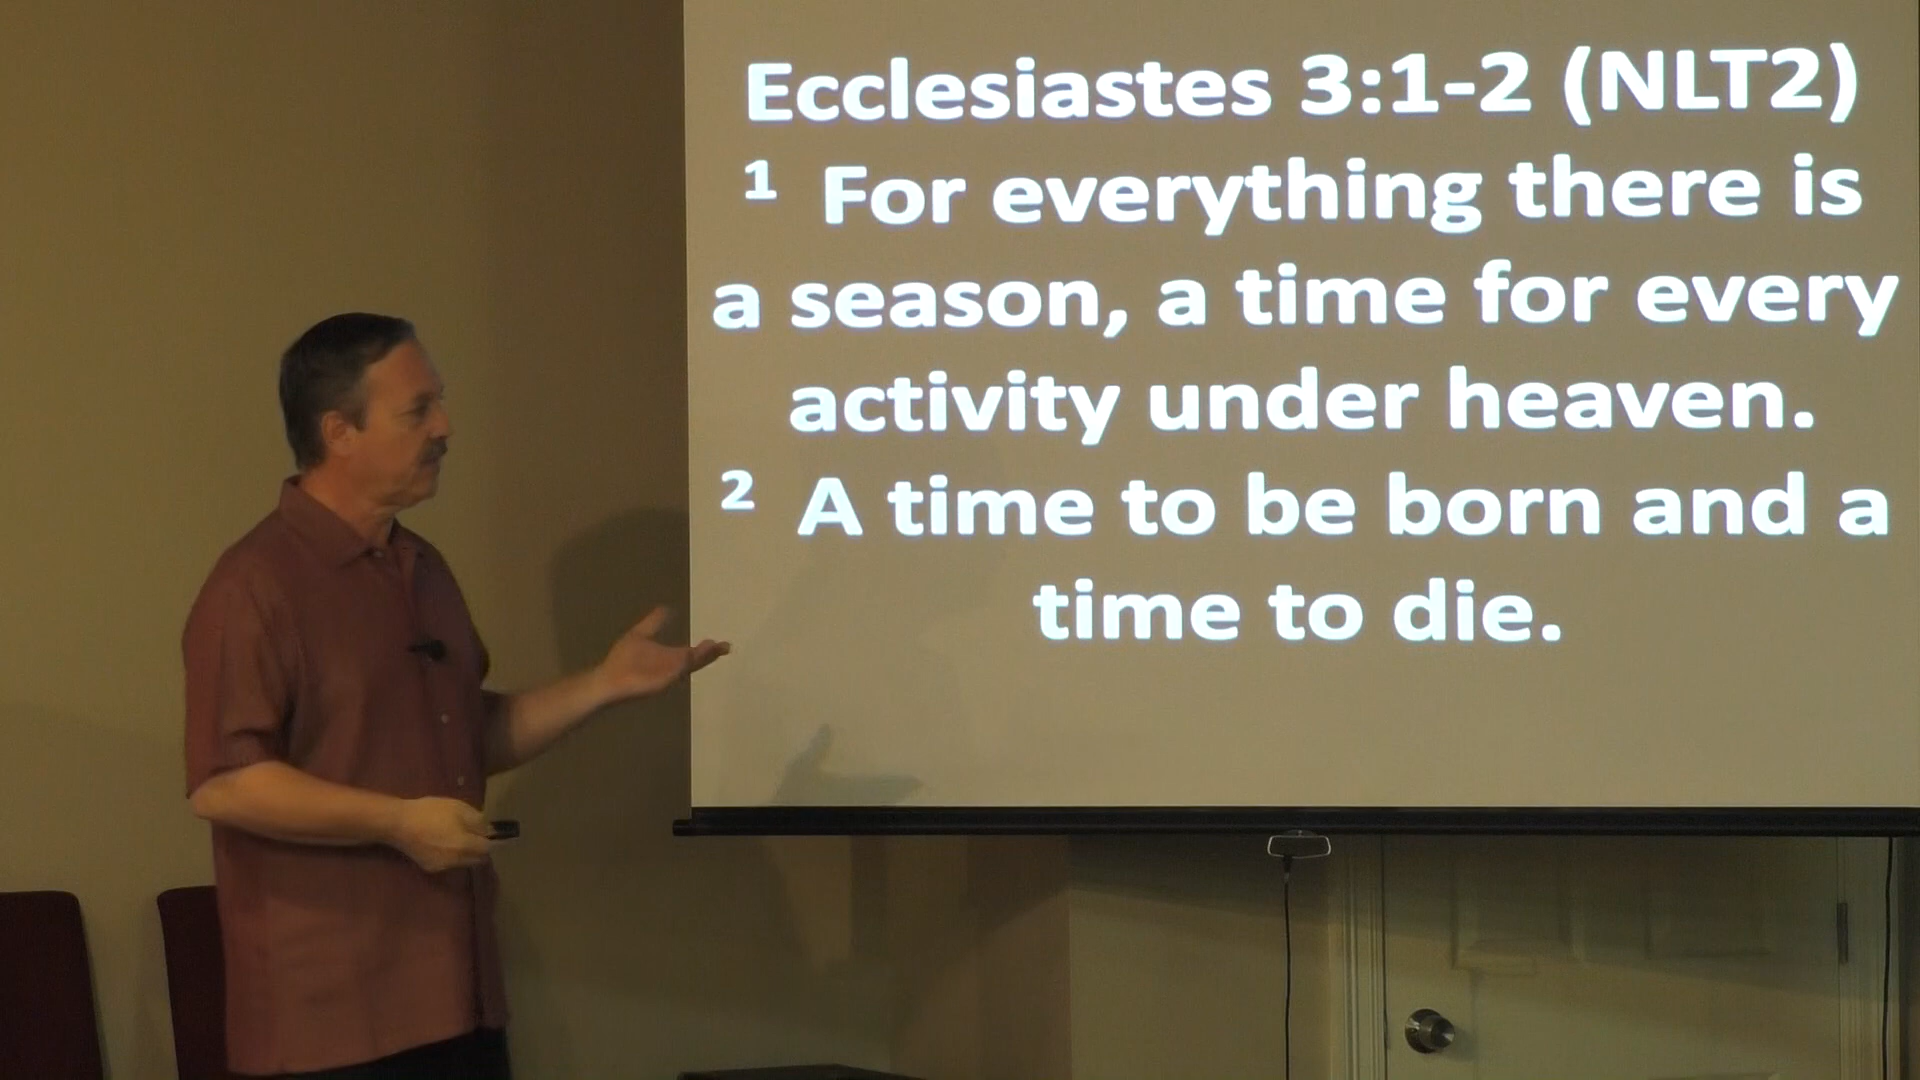 Ecclesiastes 3:1-2 (NLT2)
1 For everything there is
a season, a time for every
activity under heaven.
2 A time to be born and a
time to die.